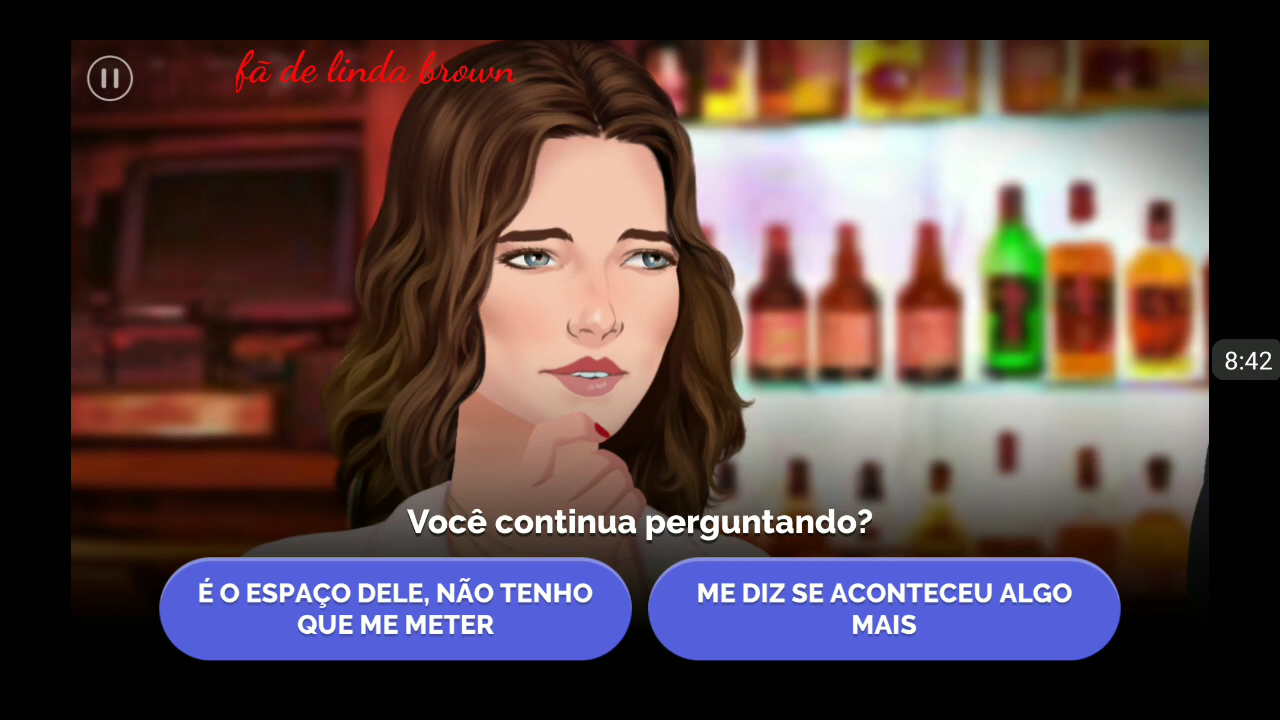 fã de linda brown
8:42
Você continua perguntando?
É O ESPAÇO DELE, NÃO TENHO
QUE ME METER
ME DIZ SE ACONTECEU ALGO
MAIS